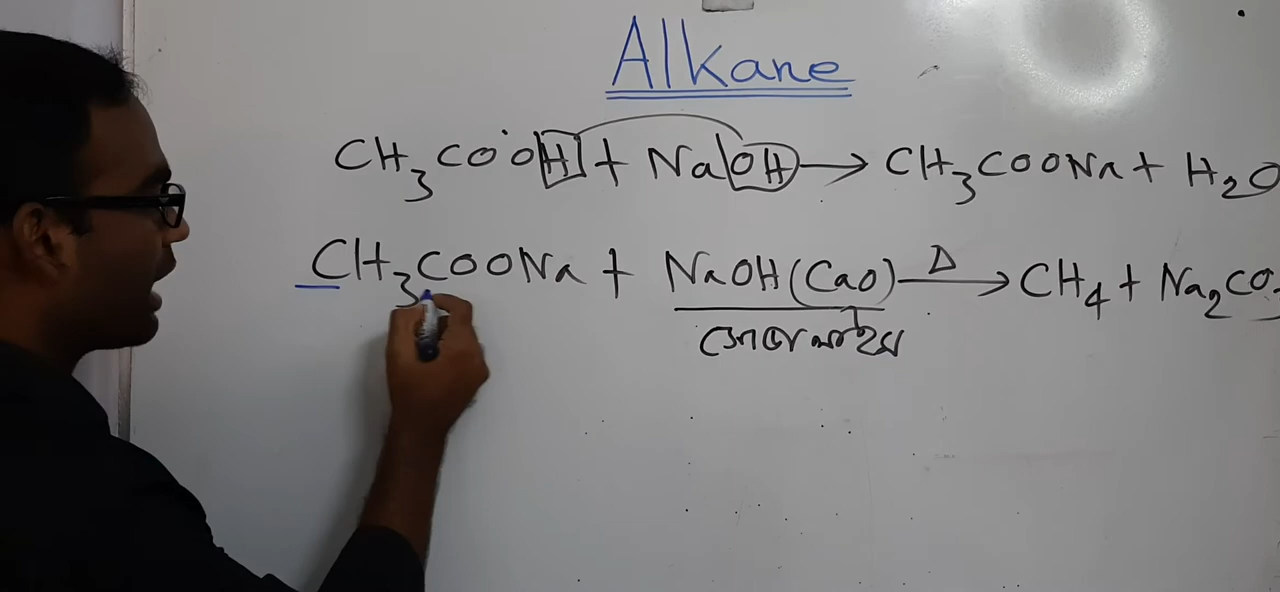 Alkane
CH₃COOH + NaOH → CH₃COONa + H₂O
CH₃COONa + NaOH(CaO) —Δ→ CH₄ + Na₂CO₃
সোডালাইম